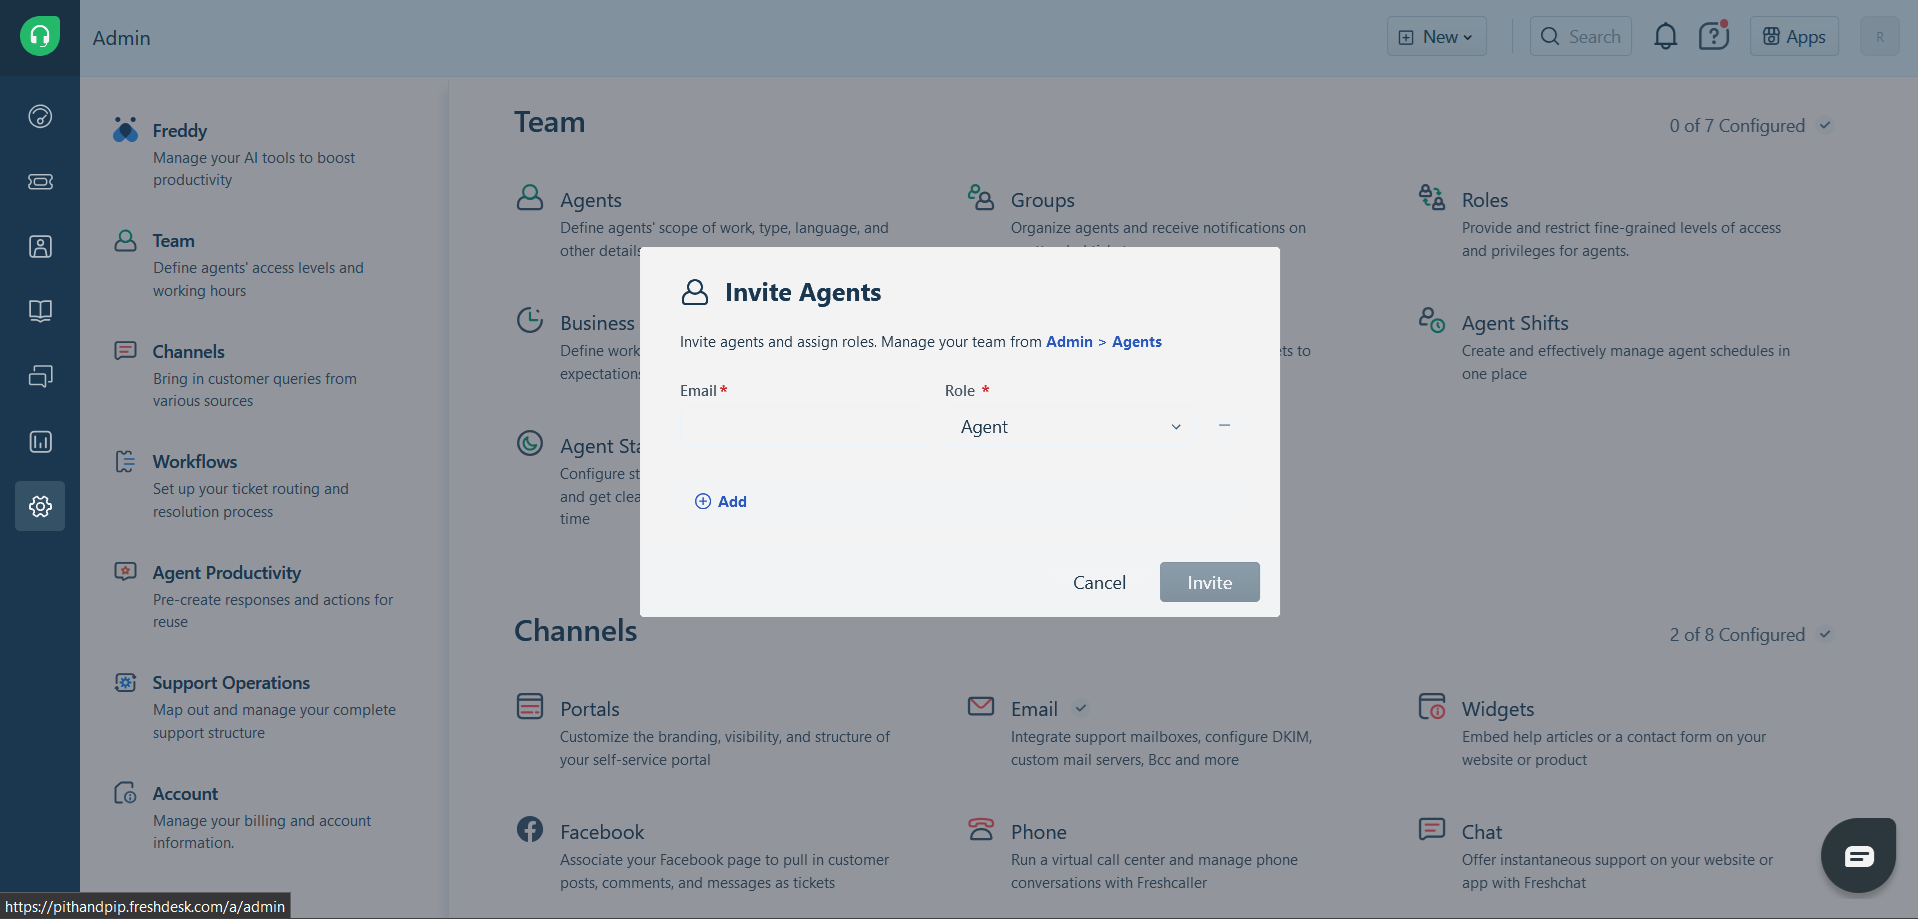 Admin
New
Search
Apps
R
Freddy
Manage your AI tools to boost
productivity
Team
Define agents' access levels and
working hours
Channels
Bring in customer queries from
various sources
Workflows
Set up your ticket routing and
resolution process
Agent Productivity
Pre-create responses and actions for
reuse
Support Operations
Map out and manage your complete
support structure
Account
Manage your billing and account
information.
Team
0 of 7 Configured
Agents
Define agents' scope of work, type, language, and
other details
Groups
Organize agents and receive notifications on
Roles
Provide and restrict fine-grained levels of access
and privileges for agents.
Business
Define work
expectations
ets to
Agent Shifts
Create and effectively manage agent schedules in
one place
Agent Sta
Configure st
and get clea
time
Invite Agents
Invite agents and assign roles. Manage your team from Admin > Agents
Email *
Role *
Agent
Add
Cancel
Invite
Channels
2 of 8 Configured
Portals
Customize the branding, visibility, and structure of
your self-service portal
Email
Integrate support mailboxes, configure DKIM,
custom mail servers, Bcc and more
Widgets
Embed help articles or a contact form on your
website or product
Facebook
Associate your Facebook page to pull in customer
posts, comments, and messages as tickets
Phone
Run a virtual call center and manage phone
conversations with Freshcaller
Chat
Offer instantaneous support on your website or
app with Freshchat
https://pithandpip.freshdesk.com/a/admin